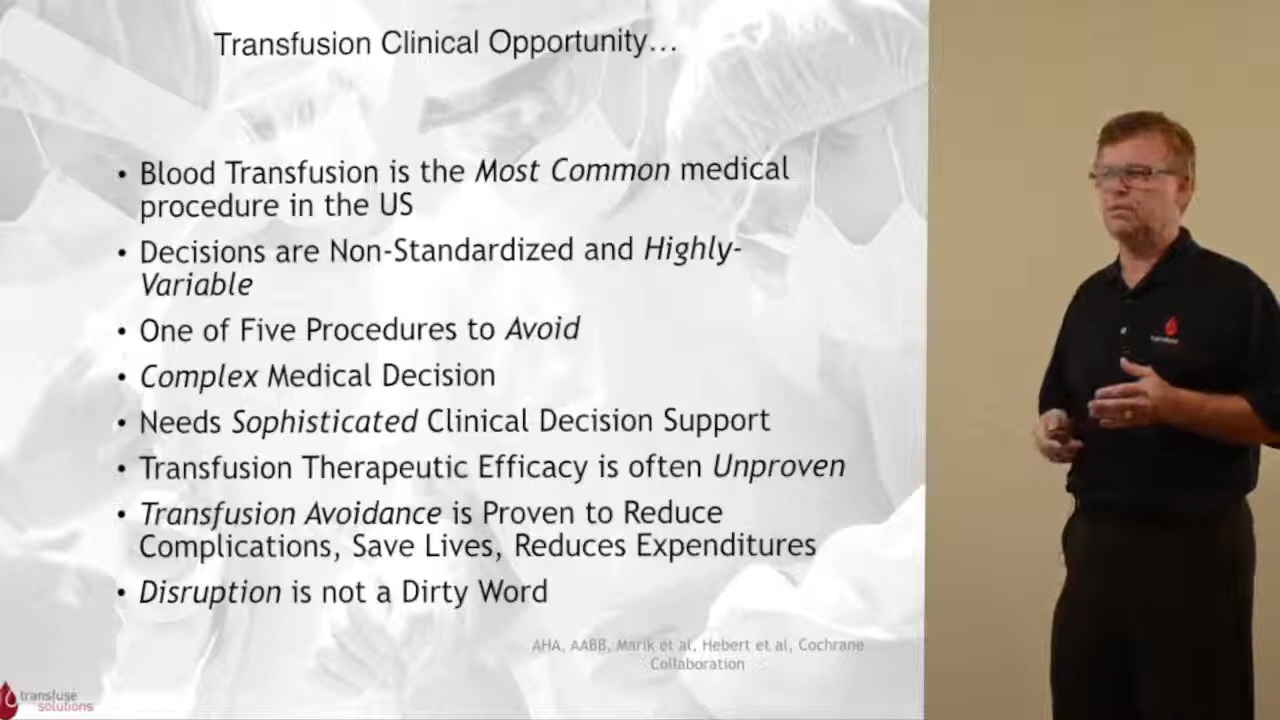 Transfusion Clinical Opportunity…
• Blood Transfusion is the Most Common medical
procedure in the US
• Decisions are Non-Standardized and Highly-
Variable
• One of Five Procedures to Avoid
• Complex Medical Decision
• Needs Sophisticated Clinical Decision Support
• Transfusion Therapeutic Efficacy is often Unproven
• Transfusion Avoidance is Proven to Reduce
Complications, Save Lives, Reduces Expenditures
• Disruption is not a Dirty Word
AHA, AABB, Marik et al, Hebert et al, Cochrane
Collaboration
transfuse
solutions